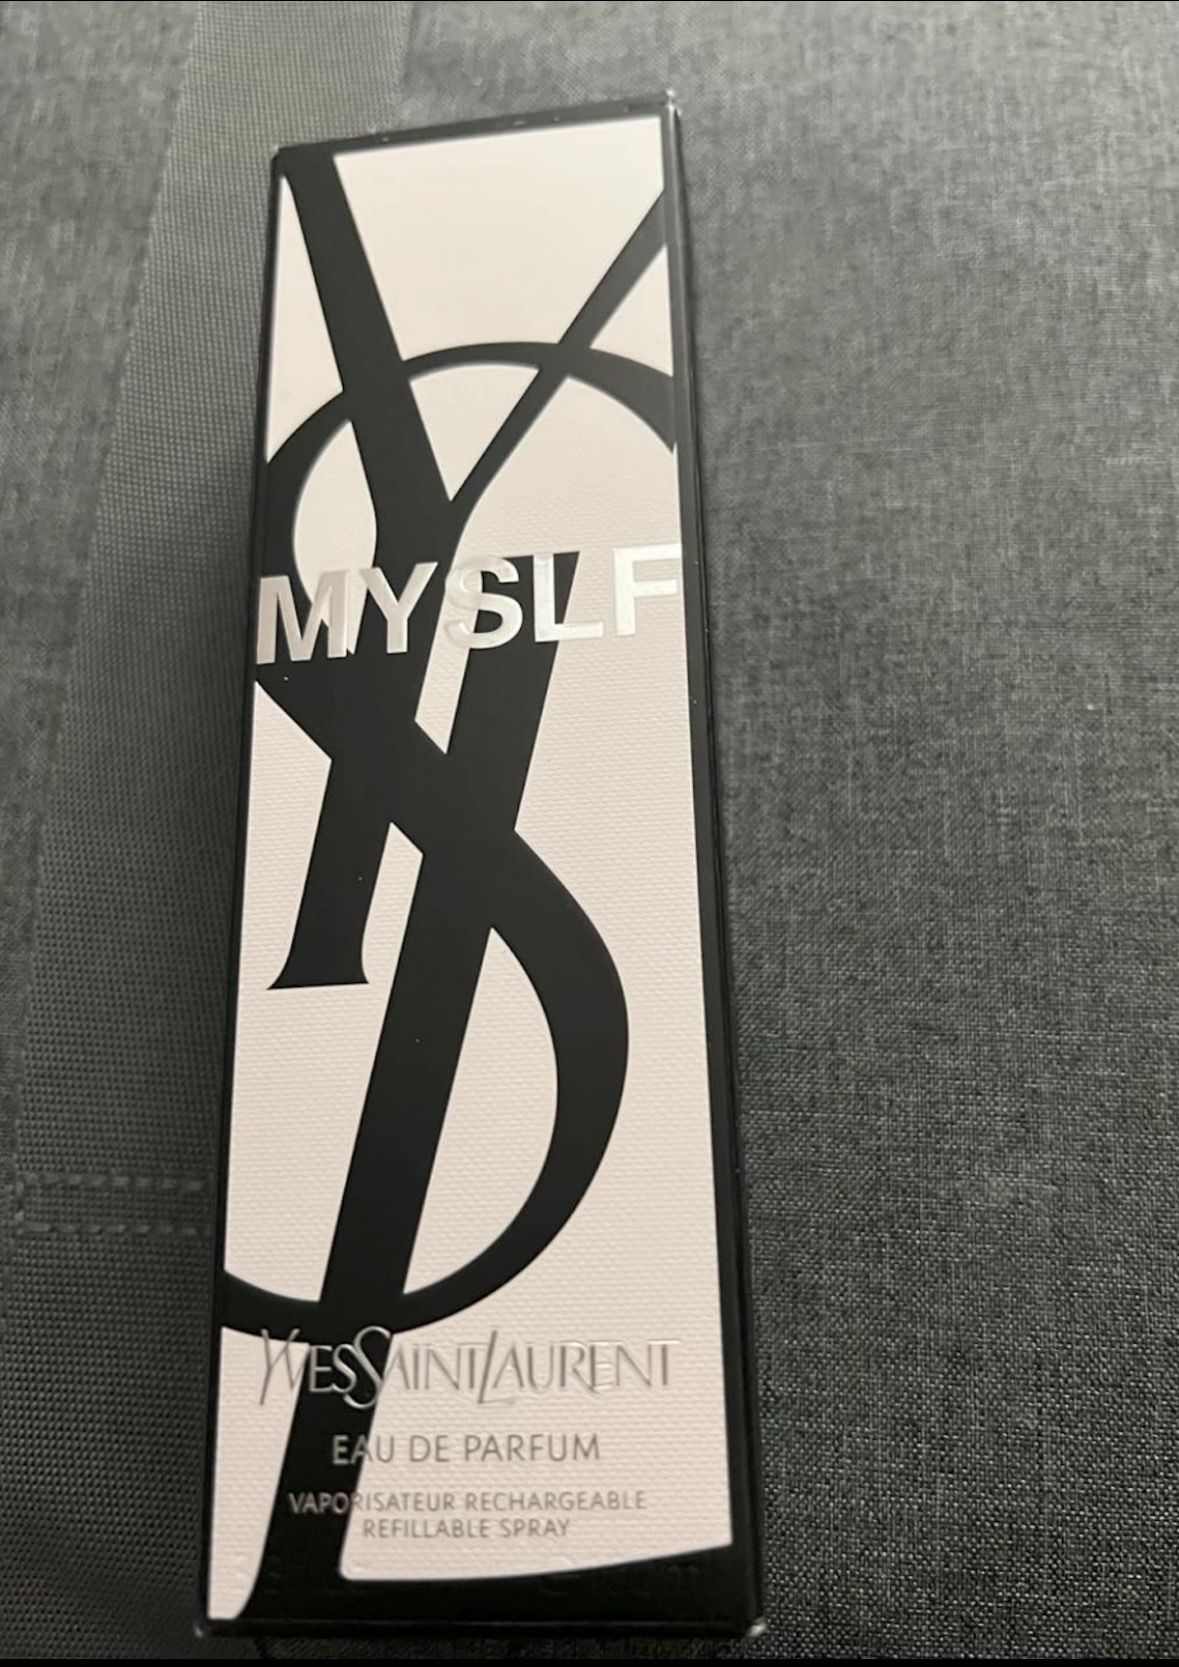 YSL
MYSLF
YVESSAINTLAURENT
EAU DE PARFUM
VAPORISATEUR RECHARGEABLE
REFILLABLE SPRAY